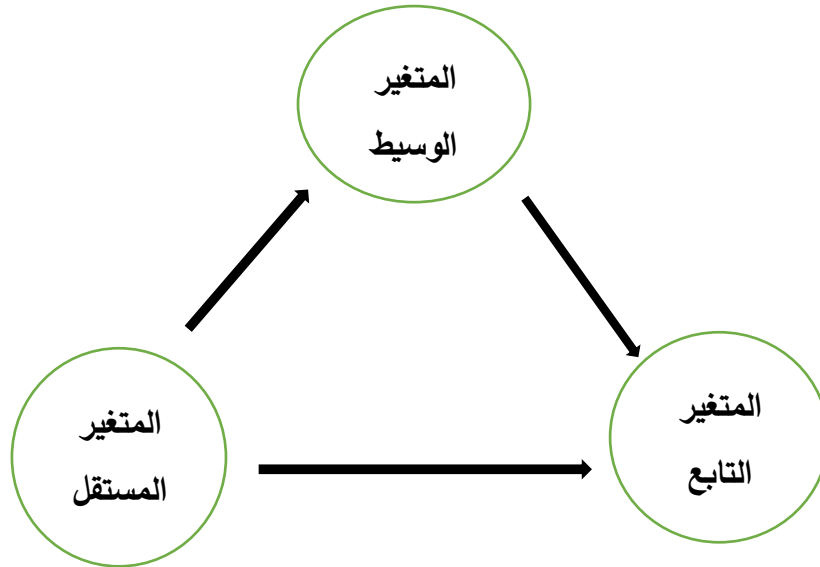 المتغير
الوسيط
المتغير
التابع
المتغير
المستقل